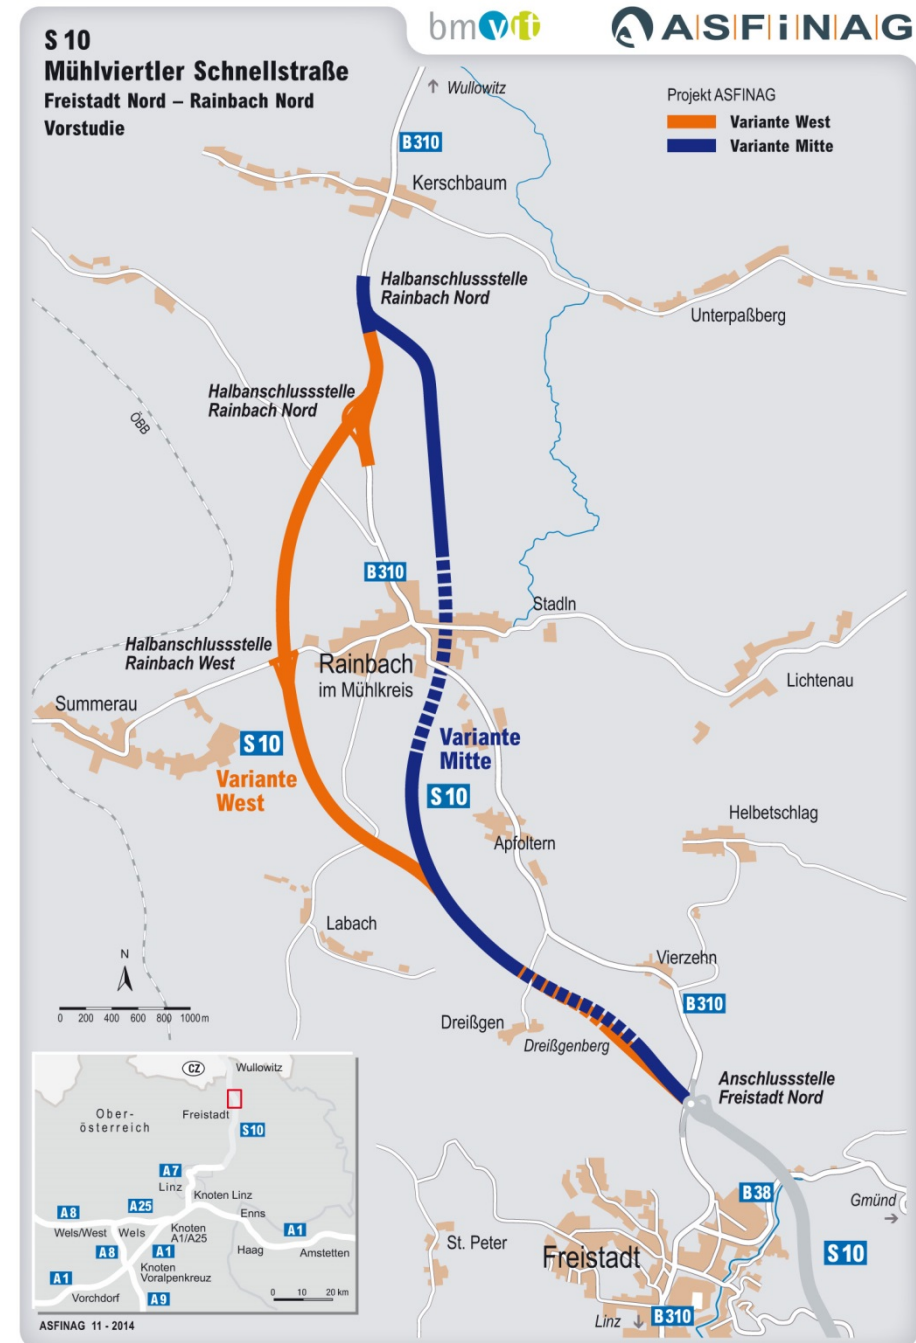 S 10
Mühlviertler Schnellstraße
Freistadt Nord – Rainbach Nord
Vorstudie
bmvit
ASFiNAG
Projekt ASFINAG
Variante West
Variante Mitte
Wullowitz
B 310
Kerschbaum
Halbanschlussstelle
Rainbach Nord
Unterpaßberg
Halbanschlussstelle
Rainbach Nord
ÖBB
B 310
Stadln
Halbanschlussstelle
Rainbach West
Rainbach
im Mühlkreis
Lichtenau
Summerau
S 10
Variante
West
Variante
Mitte
S 10
Helbetschlag
Apfoltern
Labach
Vierzehn
N
B 310
0 200 400 600 800 1000 m
Dreißgen
Dreißgenberg
Anschlussstelle
Freistadt Nord
CZ
Wullowitz
Ober-
österreich
Freistadt
S10
A7
Linz
Knoten Linz
A25
A8
Enns
Wels/West
Wels
Knoten
A1/A25
A1
A8
A1
Haag
Amstetten
Knoten
Voralpenkreuz
A1
Vorchdorf
A9
0 10 20 km
B 38
Gmünd
St. Peter
Freistadt
S 10
Linz
B 310
ASFINAG 11 - 2014